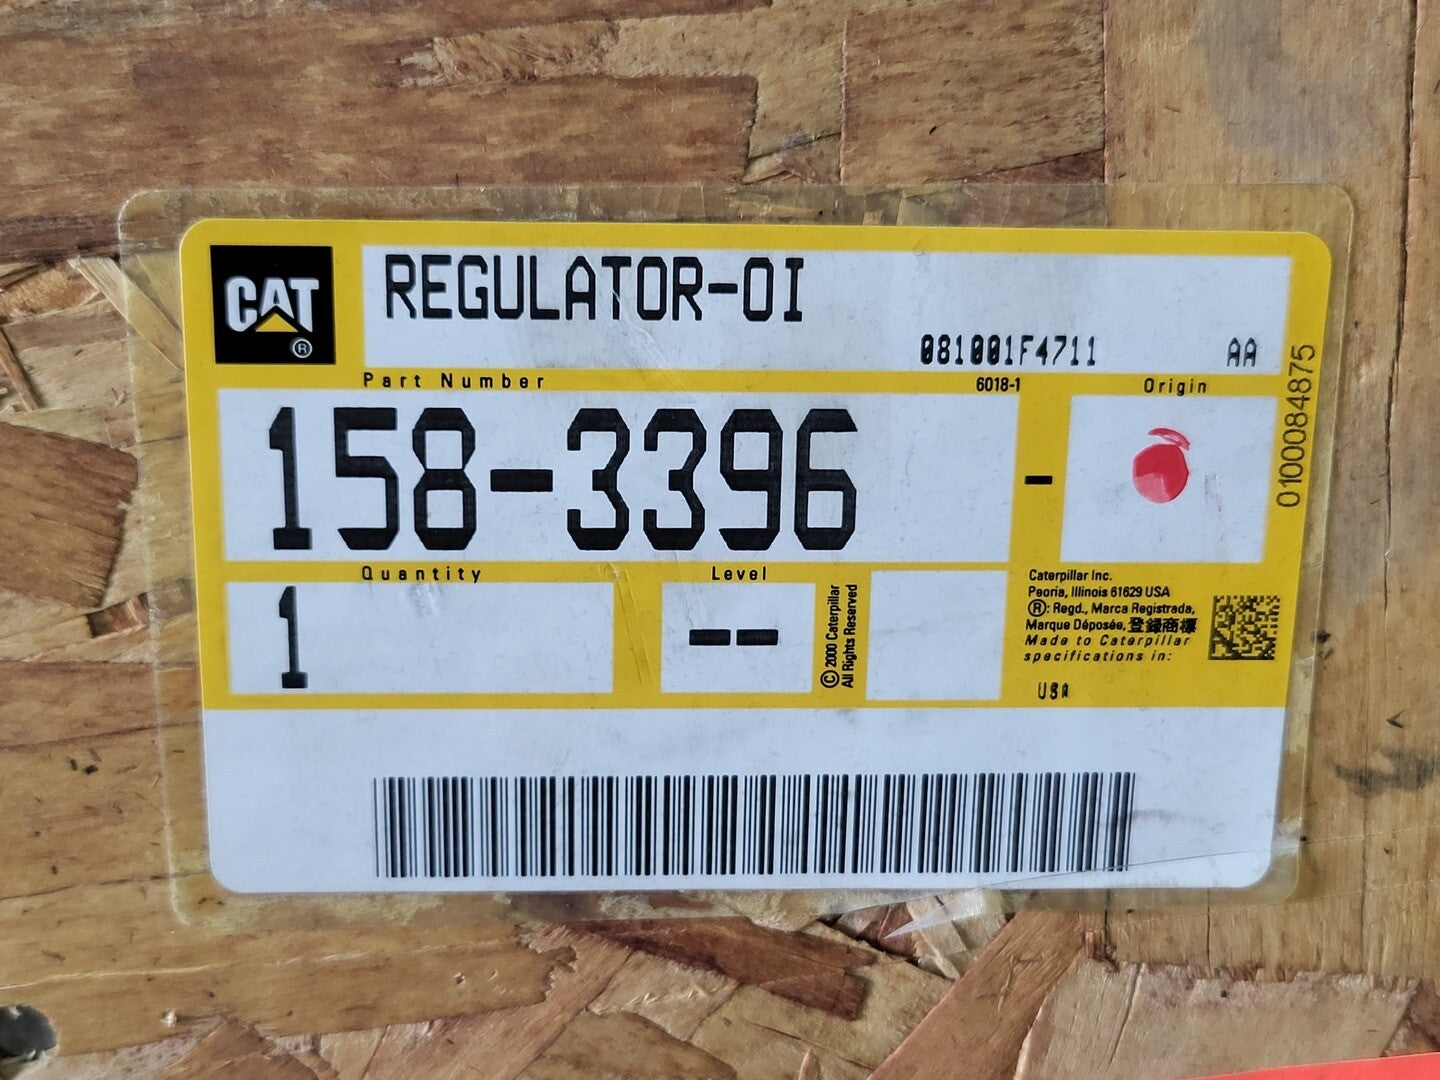 CAT
®
REGULATOR-OI
081001F4711 AA
Part Number 6018-1 Origin
158-3396 -
010084875
Quantity Level
1 --
© 2000 Caterpillar
All Rights Reserved
Caterpillar Inc.
Peoria, Illinois 61629 USA
®: Regd., Marca Registrada,
Marque Déposée, 登録商標
Made to Caterpillar
specifications in:
USA